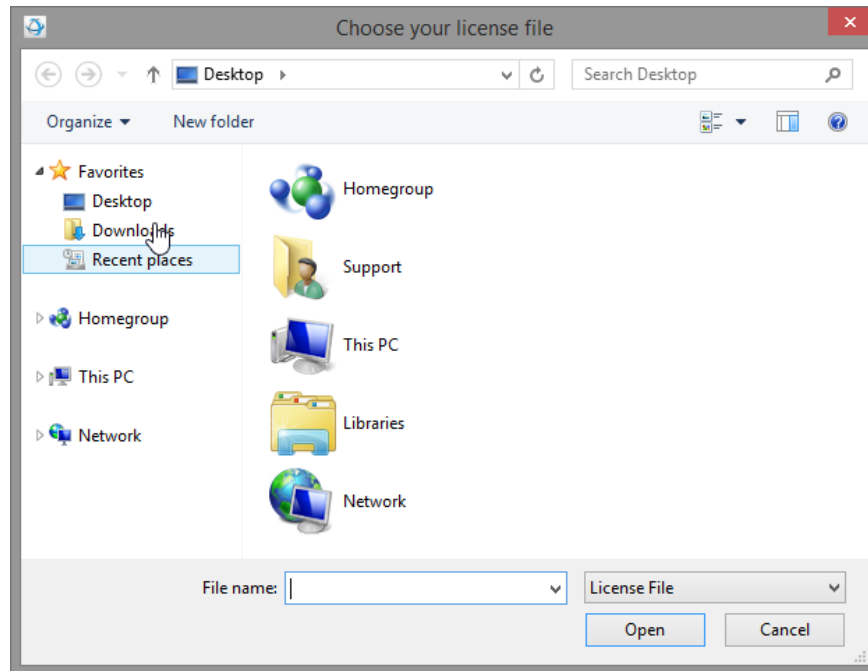 Choose your license file
Desktop
Search Desktop
Organize
New folder
Favorites
Desktop
Downloads
Recent places
Homegroup
This PC
Network
Homegroup
Support
This PC
Libraries
Network
File name:
License File
Open
Cancel